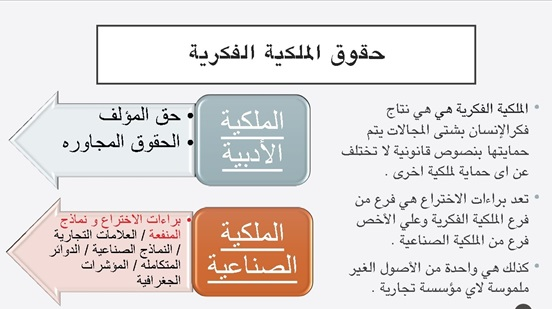 حقوق الملكية الفكرية
الملكية الفكرية هي هي نتاج
فكرالإنسان بشتى المجالات يتم
حمايتها بنصوص قانونية لا تختلف
عن اى حماية لملكية اخرى .
تعد براءات الاختراع هي فرع من
فرع الملكية الفكرية وعلي الأخص
فرع من الملكية الصناعية .
كذلك هي واحدة من الأصول الغير
ملموسة لاي مؤسسة تجارية .
الملكية
الأدبية
حق المؤلف
الحقوق المجاوره
الملكية
الصناعية
براءات الاختراع و نماذج
المنفعة / العلامات التجارية
/ النماذج الصناعية / الدوائر
المتكاملة / المؤشرات
الجغرافية